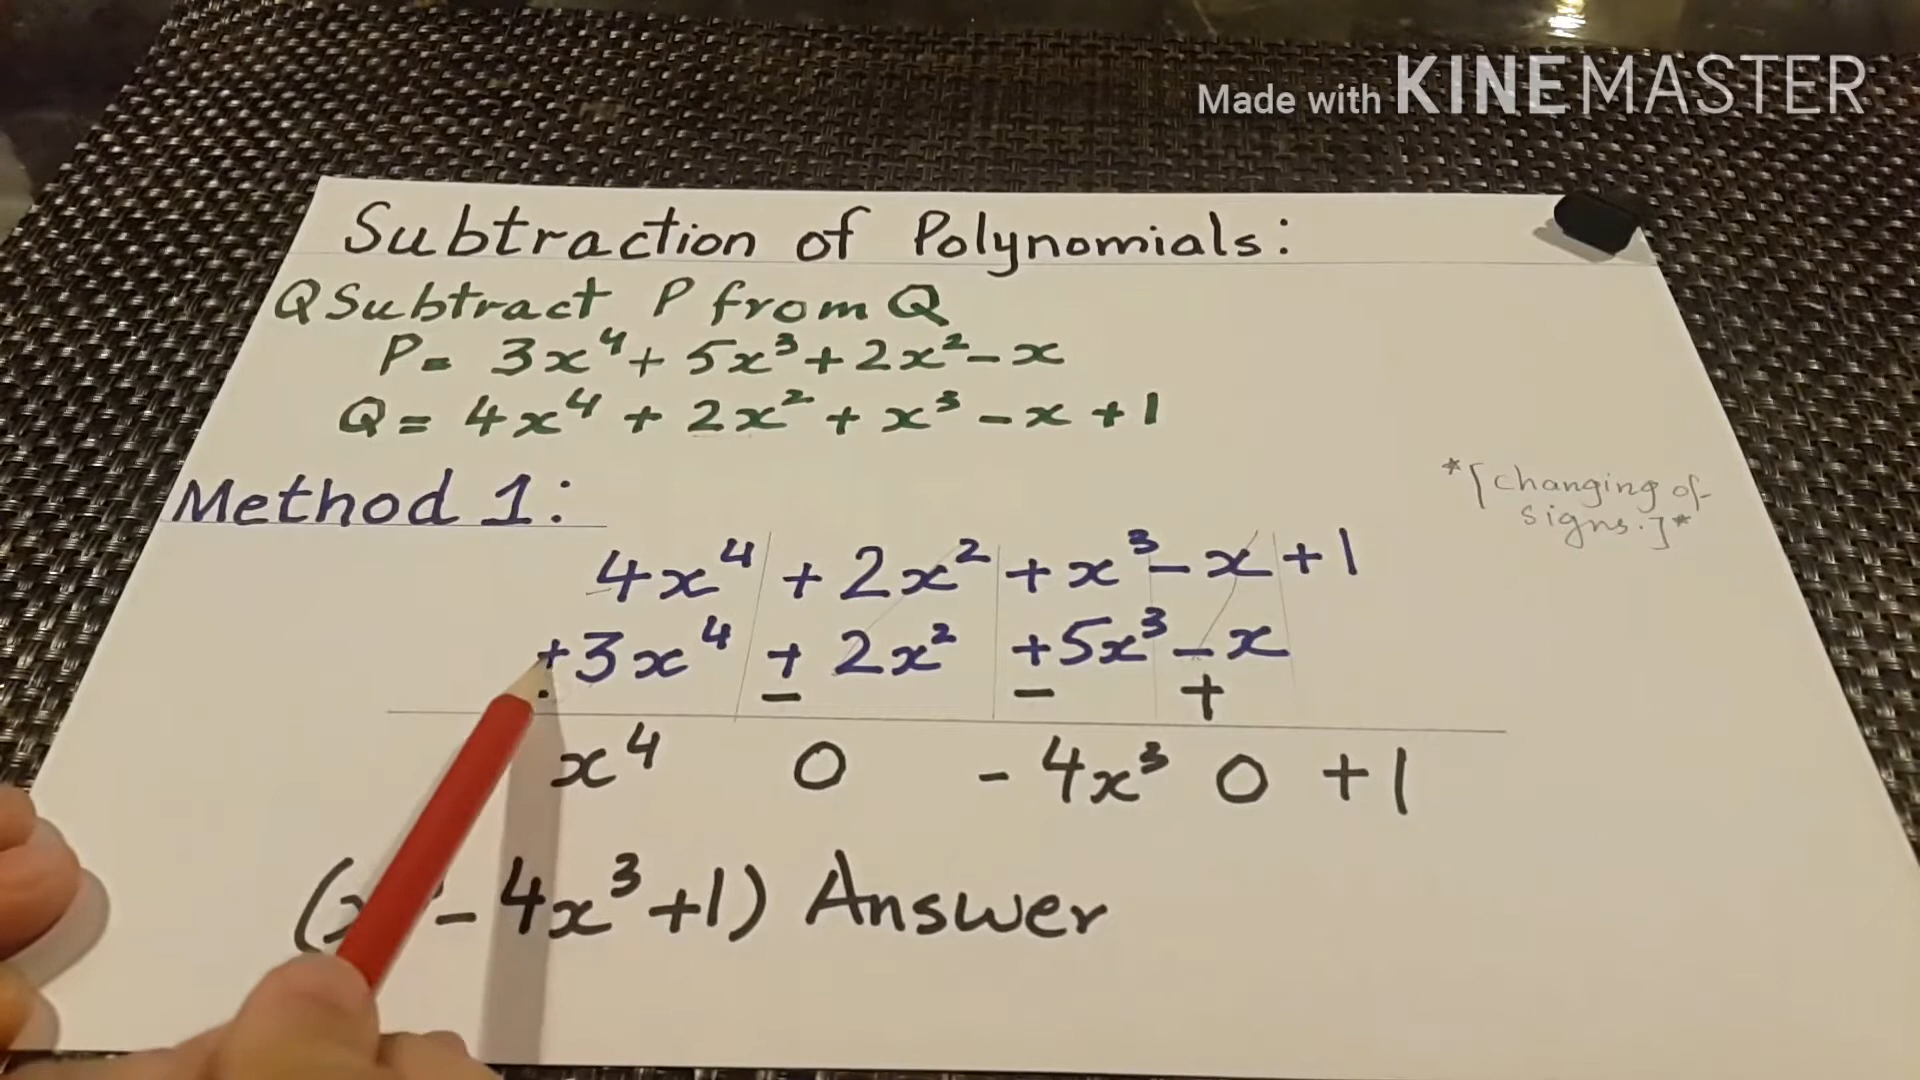 Made with KINEMASTER
Subtraction of Polynomials:
Q Subtract P from Q
P= 3x⁴+ 5x³+2x²-x
Q= 4x⁴ + 2x² + x³ - x +1
Method 1:
*[changing of
signs.]*
4x⁴ + 2x² + x³ - x +1
+3x⁴ + 2x² +5x³ - x
- - +
x⁴ 0 - 4x³ 0 +1
( - 4x³ +1) Answer